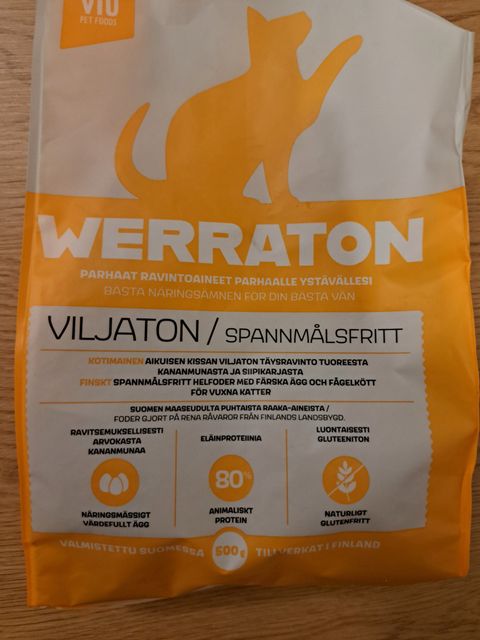 VIO
PET FOODS
WERRATON
PARHAAT RAVINTOAINEET PARHAALLE YSTÄVÄLLESI
BÄSTA NÄRINGSÄMNEN FÖR DIN BÄSTA VÄN
VILJATON / SPANNMÅLSFRITT
KOTIMAINEN AIKUISEN KISSAN VILJATON TÄYSRAVINTO TUOREESTA
KANANMUNASTA JA SIIPIKARJASTA
FINSKT SPANNMÅLSFRITT HELFODER MED FÄRSKA ÄGG OCH FÅGELKÖTT
FÖR VUXNA KATTER
SUOMEN MAASEUDULTA PUHTAISTA RAAKA-AINEISTA /
FODER GJORT PÅ RENA RÅVAROR FRÅN FINLANDS LANDSBYGD.
RAVITSEMUKSELLISESTI
ARVOKASTA
KANANMUNAA
NÄRINGSMÄSSIGT
VÄRDEFULLT ÄGG
ELÄINPROTEIINIA
80%
ANIMALISKT
PROTEIN
LUONTAISESTI
GLUTEENITON
NATURLIGT
GLUTENFRITT
VALMISTETTU SUOMESSA 500 g TILLVERKAT I FINLAND